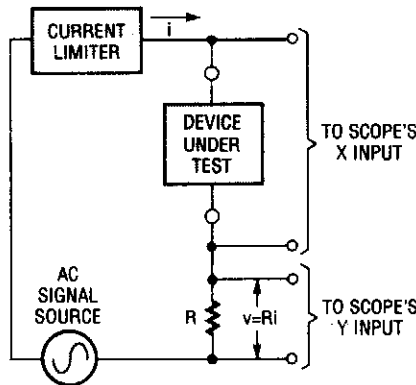 CURRENT
LIMITER
i
DEVICE
UNDER
TEST
TO SCOPE'S
X INPUT
AC
SIGNAL
SOURCE
R
v=Ri
TO SCOPE'S
Y INPUT